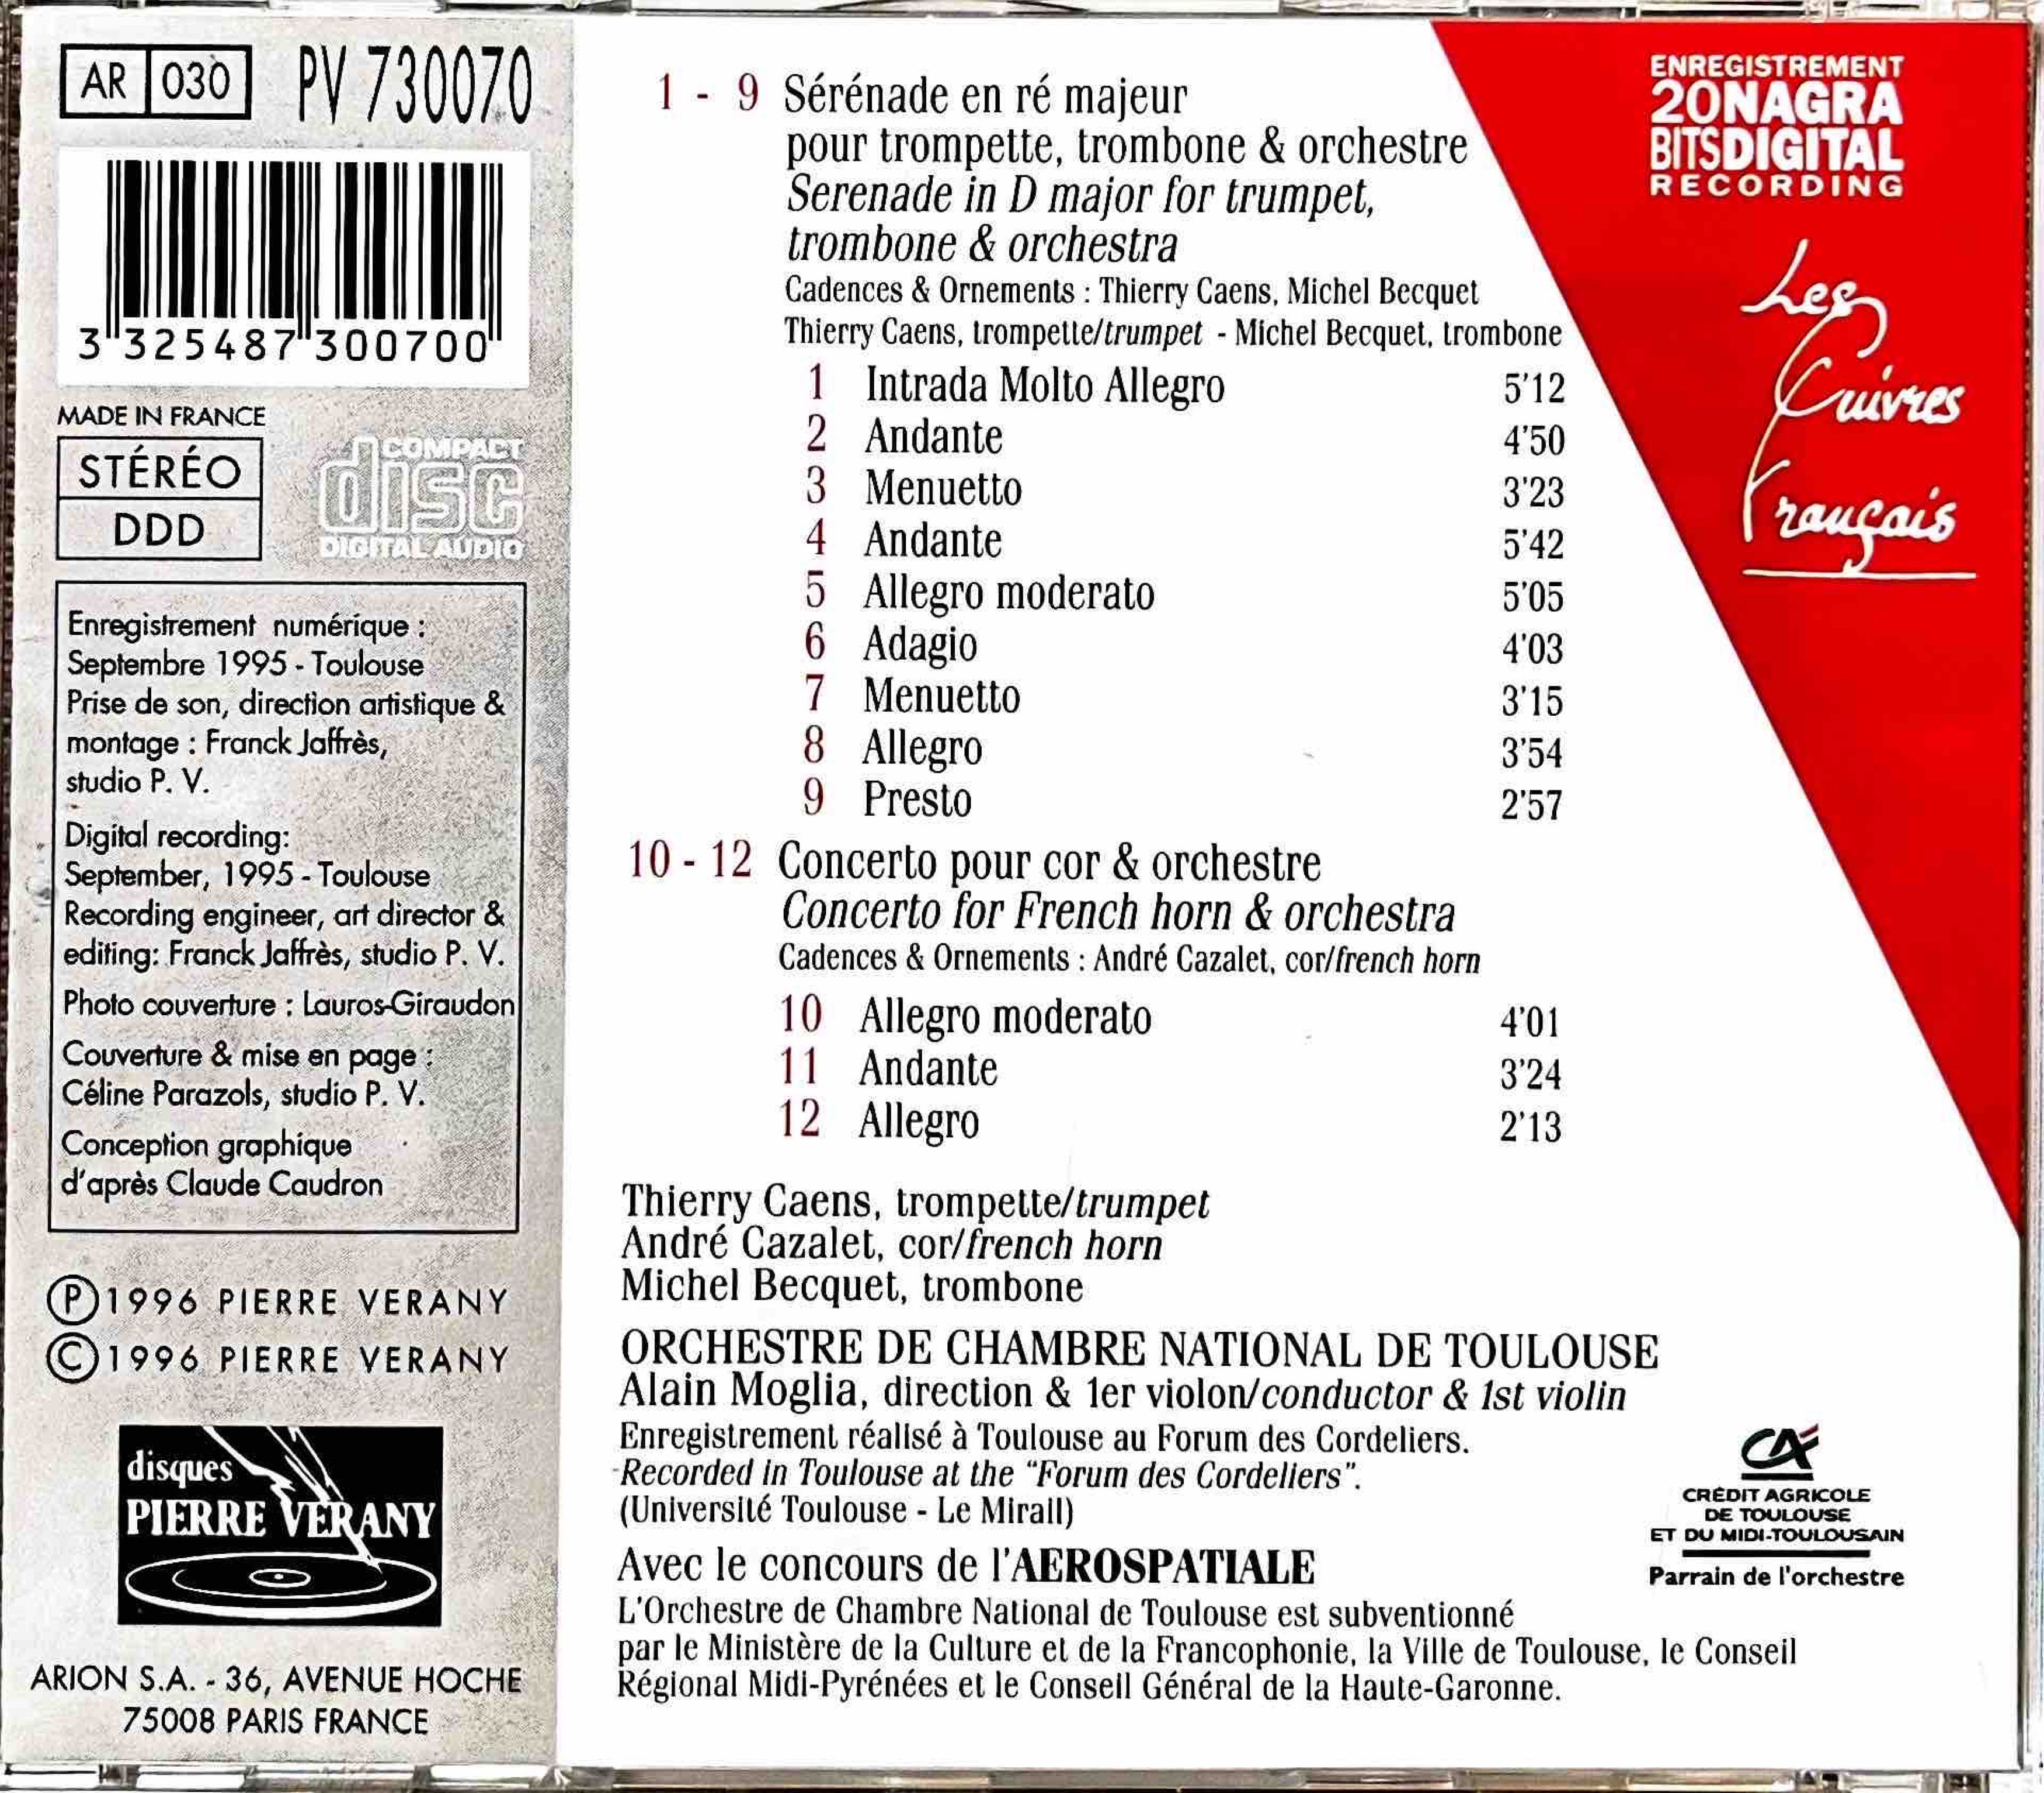 AR 030 PV 730070
3 325487 300700
MADE IN FRANCE
STÉRÉO
DDD
COMPACT
disc
DIGITAL AUDIO
Enregistrement numérique :
Septembre 1995 - Toulouse
Prise de son, direction artistique &
montage : Franck Jaffrès,
studio P. V.
Digital recording:
September, 1995 - Toulouse
Recording engineer, art director &
editing: Franck Jaffrès, studio P. V.
Photo couverture : Lauros-Giraudon
Couverture & mise en page :
Céline Parazols, studio P. V.
Conception graphique
d'après Claude Caudron
Ⓟ1996 PIERRE VERANY
©1996 PIERRE VERANY
disques
PIERRE VERANY
ARION S.A. - 36, AVENUE HOCHE
75008 PARIS FRANCE
1 - 9 Sérénade en ré majeur
pour trompette, trombone & orchestre
Serenade in D major for trumpet,
trombone & orchestra
Cadences & Ornements : Thierry Caens, Michel Becquet
Thierry Caens, trompette/trumpet - Michel Becquet, trombone
1 Intrada Molto Allegro 5'12
2 Andante 4'50
3 Menuetto 3'23
4 Andante 5'42
5 Allegro moderato 5'05
6 Adagio 4'03
7 Menuetto 3'15
8 Allegro 3'54
9 Presto 2'57
10 - 12 Concerto pour cor & orchestre
Concerto for French horn & orchestra
Cadences & Ornements : André Cazalet, cor/french horn
10 Allegro moderato 4'01
11 Andante 3'24
12 Allegro 2'13
Thierry Caens, trompette/trumpet
André Cazalet, cor/french horn
Michel Becquet, trombone
ORCHESTRE DE CHAMBRE NATIONAL DE TOULOUSE
Alain Moglia, direction & 1er violon/conductor & 1st violin
Enregistrement réalisé à Toulouse au Forum des Cordeliers.
Recorded in Toulouse at the "Forum des Cordeliers".
(Université Toulouse - Le Mirail)
Avec le concours de l'AEROSPATIALE
L'Orchestre de Chambre National de Toulouse est subventionné
par le Ministère de la Culture et de la Francophonie, la Ville de Toulouse, le Conseil
Régional Midi-Pyrénées et le Conseil Général de la Haute-Garonne.
ENREGISTREMENT
20NAGRA
BITSDIGITAL
RECORDING
Les
Cuivres
Français
CA
CRÉDIT AGRICOLE
DE TOULOUSE
ET DU MIDI-TOULOUSAIN
Parrain de l'orchestre